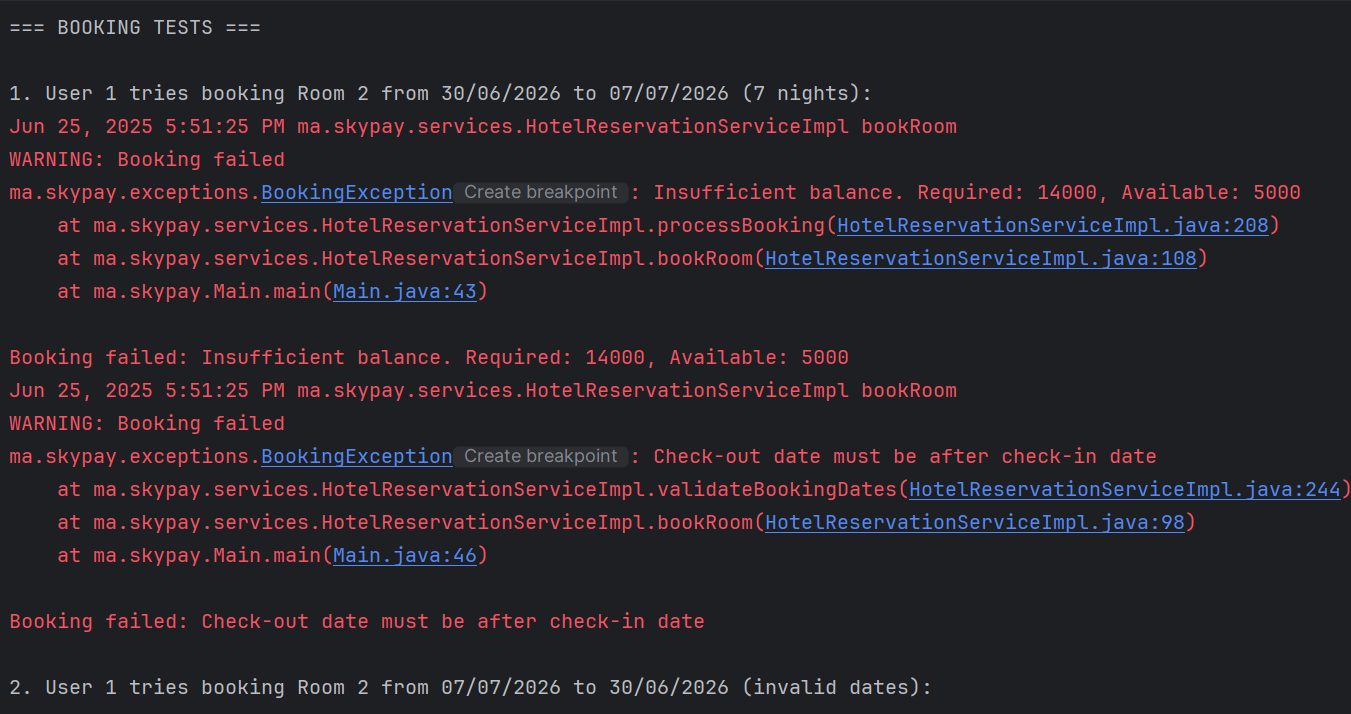 === BOOKING TESTS ===
1. User 1 tries booking Room 2 from 30/06/2026 to 07/07/2026 (7 nights):
Jun 25, 2025 5:51:25 PM ma.skypay.services.HotelReservationServiceImpl bookRoom
WARNING: Booking failed
ma.skypay.exceptions.BookingException Create breakpoint : Insufficient balance. Required: 14000, Available: 5000
    at ma.skypay.services.HotelReservationServiceImpl.processBooking(HotelReservationServiceImpl.java:208)
    at ma.skypay.services.HotelReservationServiceImpl.bookRoom(HotelReservationServiceImpl.java:108)
    at ma.skypay.Main.main(Main.java:43)
Booking failed: Insufficient balance. Required: 14000, Available: 5000
Jun 25, 2025 5:51:25 PM ma.skypay.services.HotelReservationServiceImpl bookRoom
WARNING: Booking failed
ma.skypay.exceptions.BookingException Create breakpoint : Check-out date must be after check-in date
    at ma.skypay.services.HotelReservationServiceImpl.validateBookingDates(HotelReservationServiceImpl.java:244)
    at ma.skypay.services.HotelReservationServiceImpl.bookRoom(HotelReservationServiceImpl.java:98)
    at ma.skypay.Main.main(Main.java:46)
Booking failed: Check-out date must be after check-in date
2. User 1 tries booking Room 2 from 07/07/2026 to 30/06/2026 (invalid dates):